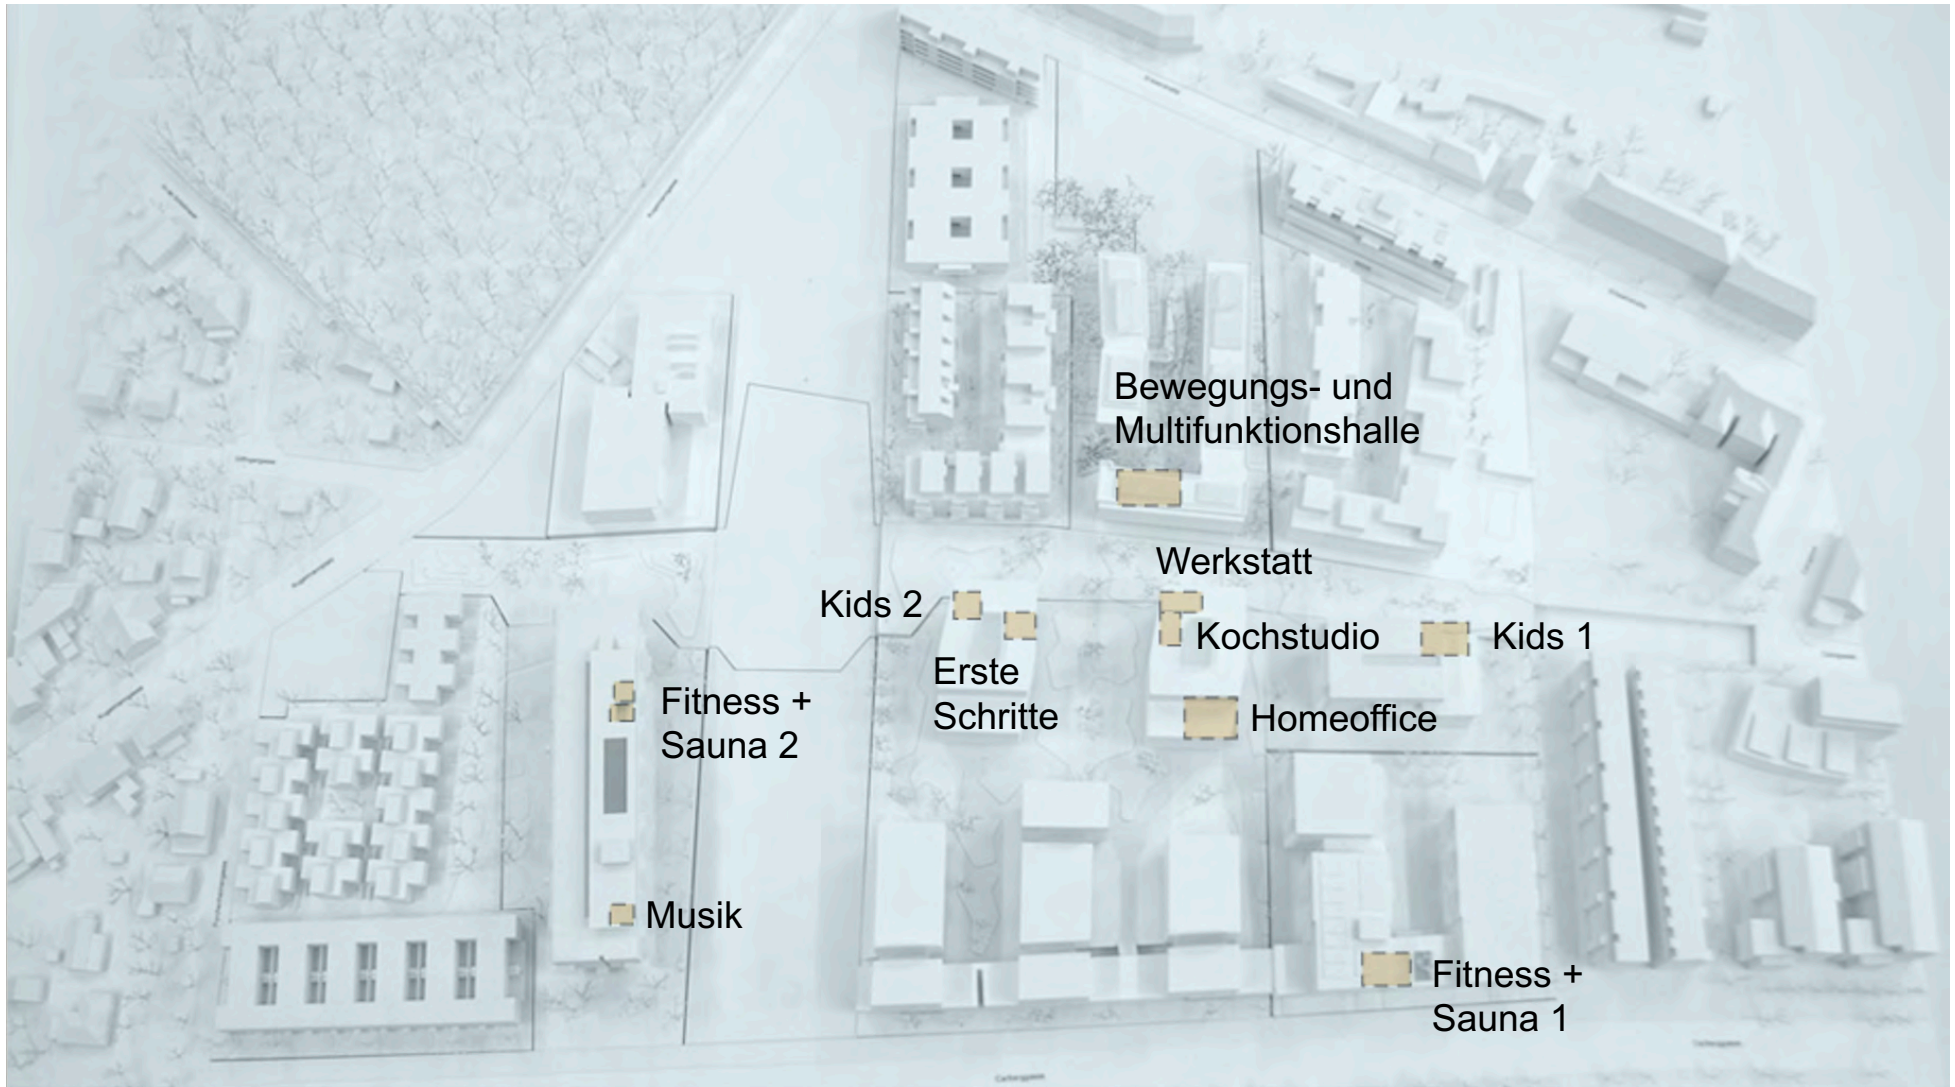 Bewegungs- und
Multifunktionshalle
Werkstatt
Kids 2
Kochstudio
Kids 1
Erste
Schritte
Fitness +
Sauna 2
Homeoffice
Musik
Fitness +
Sauna 1